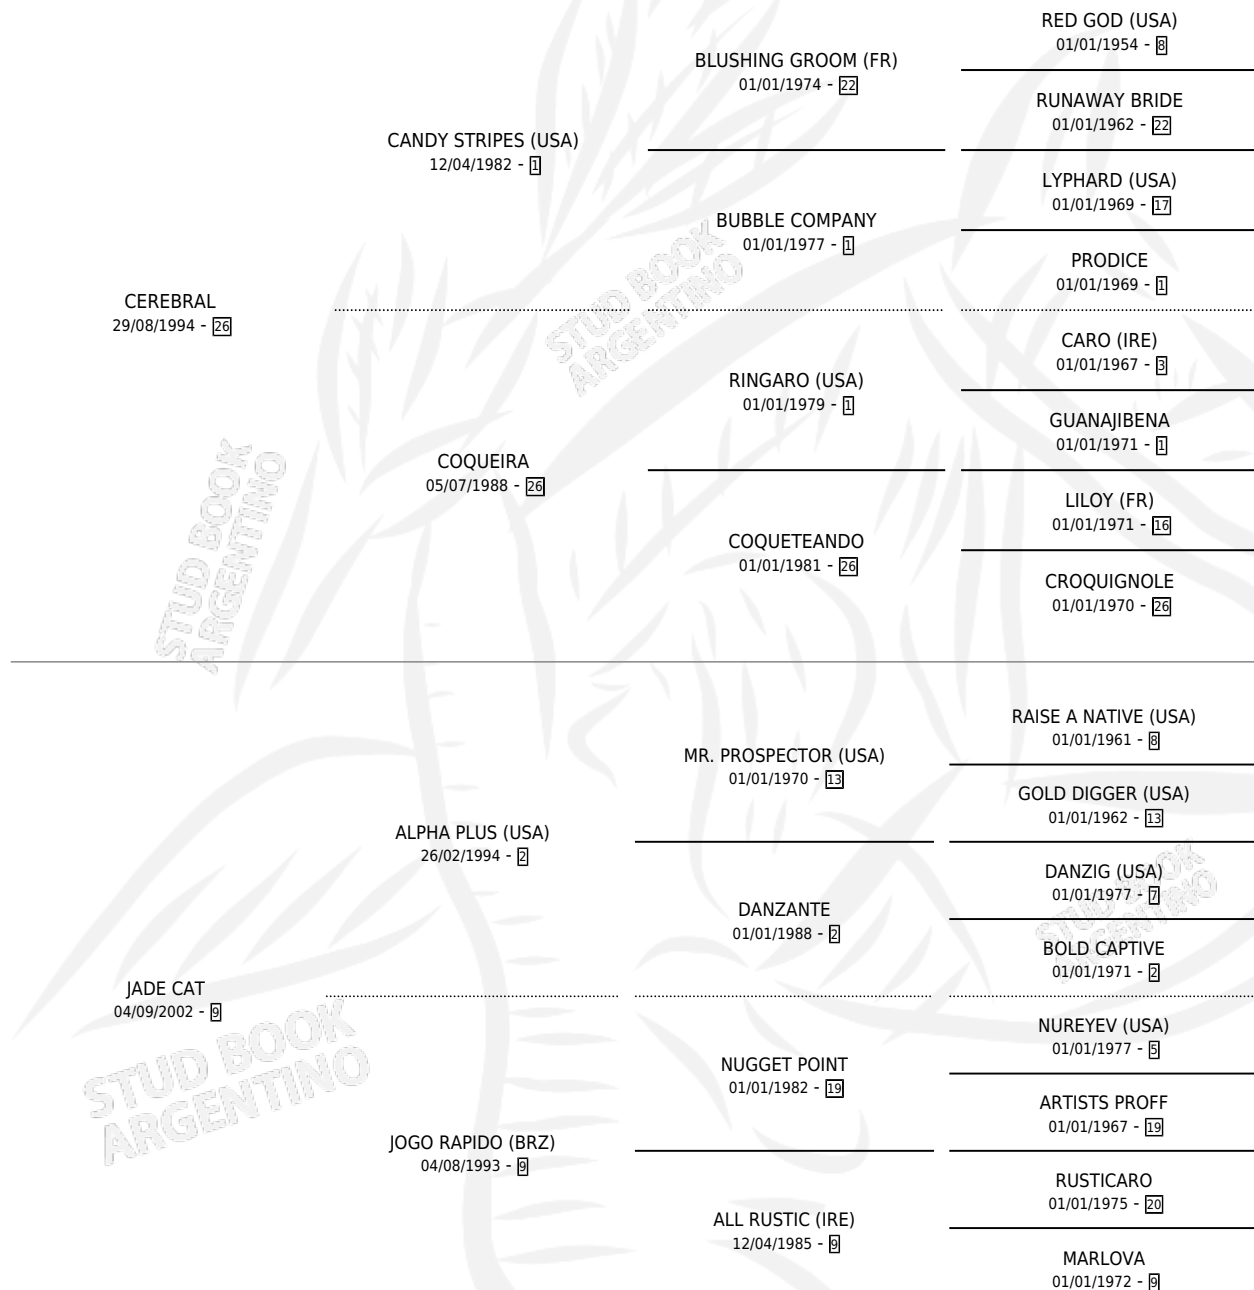 CEREBRAL
29/08/1994 - 26
CANDY STRIPES (USA)
12/04/1982 - 1
COQUEIRA
05/07/1988 - 26
BLUSHING GROOM (FR)
01/01/1974 - 22
BUBBLE COMPANY
01/01/1977 - 1
RINGARO (USA)
01/01/1979 - 1
COQUETEANDO
01/01/1981 - 26
RED GOD (USA)
01/01/1954 - 8
RUNAWAY BRIDE
01/01/1962 - 22
LYPHARD (USA)
01/01/1969 - 17
PRODICE
01/01/1969 - 1
CARO (IRE)
01/01/1967 - 3
GUANAJIBENA
01/01/1971 - 1
LILOY (FR)
01/01/1971 - 16
CROQUIGNOLE
01/01/1970 - 26
STUD BOOK
ARGENTINO
STUD BOOK
ARGENTINO
JADE CAT
04/09/2002 - 9
ALPHA PLUS (USA)
26/02/1994 - 2
JOGO RAPIDO (BRZ)
04/08/1993 - 9
MR. PROSPECTOR (USA)
01/01/1970 - 13
DANZANTE
01/01/1988 - 2
NUGGET POINT
01/01/1982 - 19
ALL RUSTIC (IRE)
12/04/1985 - 9
RAISE A NATIVE (USA)
01/01/1961 - 8
GOLD DIGGER (USA)
01/01/1962 - 13
DANZIG (USA)
01/01/1977 - 7
BOLD CAPTIVE
01/01/1971 - 2
NUREYEV (USA)
01/01/1977 - 5
ARTISTS PROFF
01/01/1967 - 19
RUSTICARO
01/01/1975 - 20
MARLOVA
01/01/1972 - 9
STUD BOOK
ARGENTINO
STUD BOOK
ARGENTINO